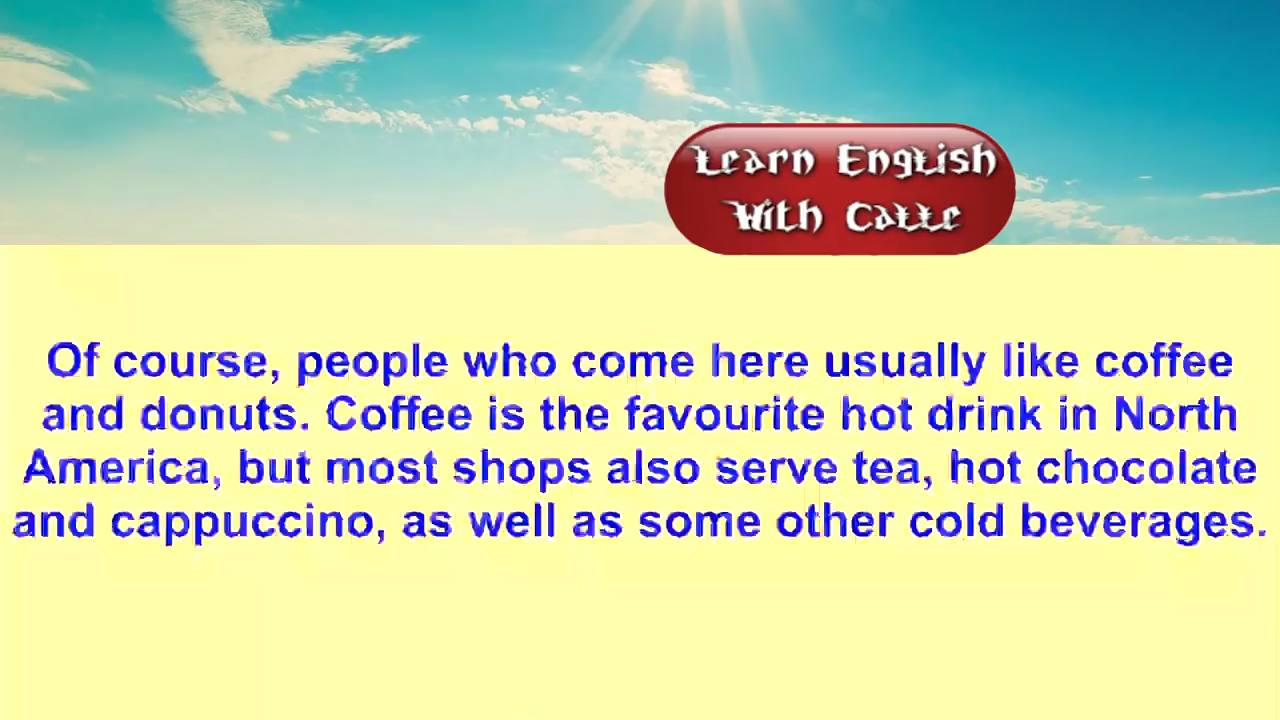 Learn English
With Catte
Of course, people who come here usually like coffee
and donuts. Coffee is the favourite hot drink in North
America, but most shops also serve tea, hot chocolate
and cappuccino, as well as some other cold beverages.